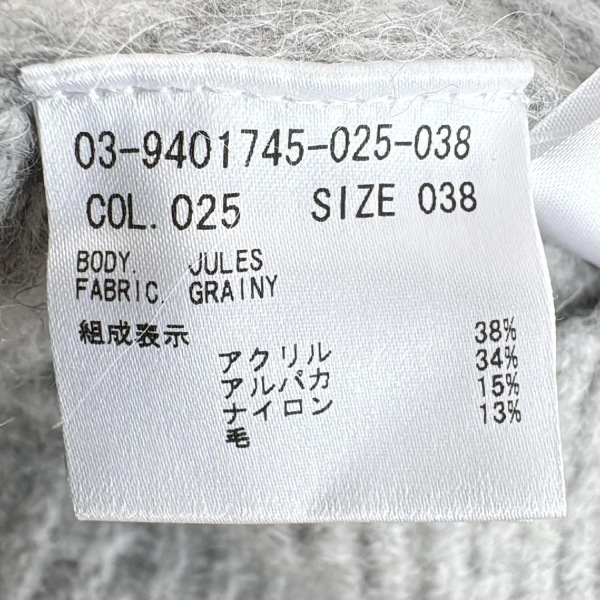 03-9401745-025-038
COL. 025 SIZE 038
BODY. JULES
FABRIC. GRAINY
組成表示
アクリル 38%
アルパカ 34%
ナイロン 15%
毛 13%